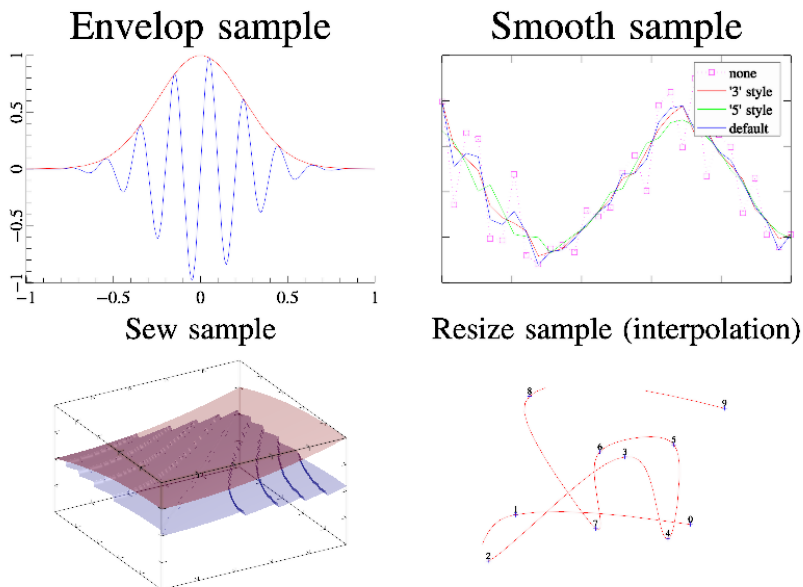 Envelop sample
1
0.5
0
−0.5
−1
−1
−0.5
0
0.5
1
Smooth sample
none
'3' style
'5' style
default
Sew sample
Resize sample (interpolation)
8
9
6
3
5
1
7
0
4
2